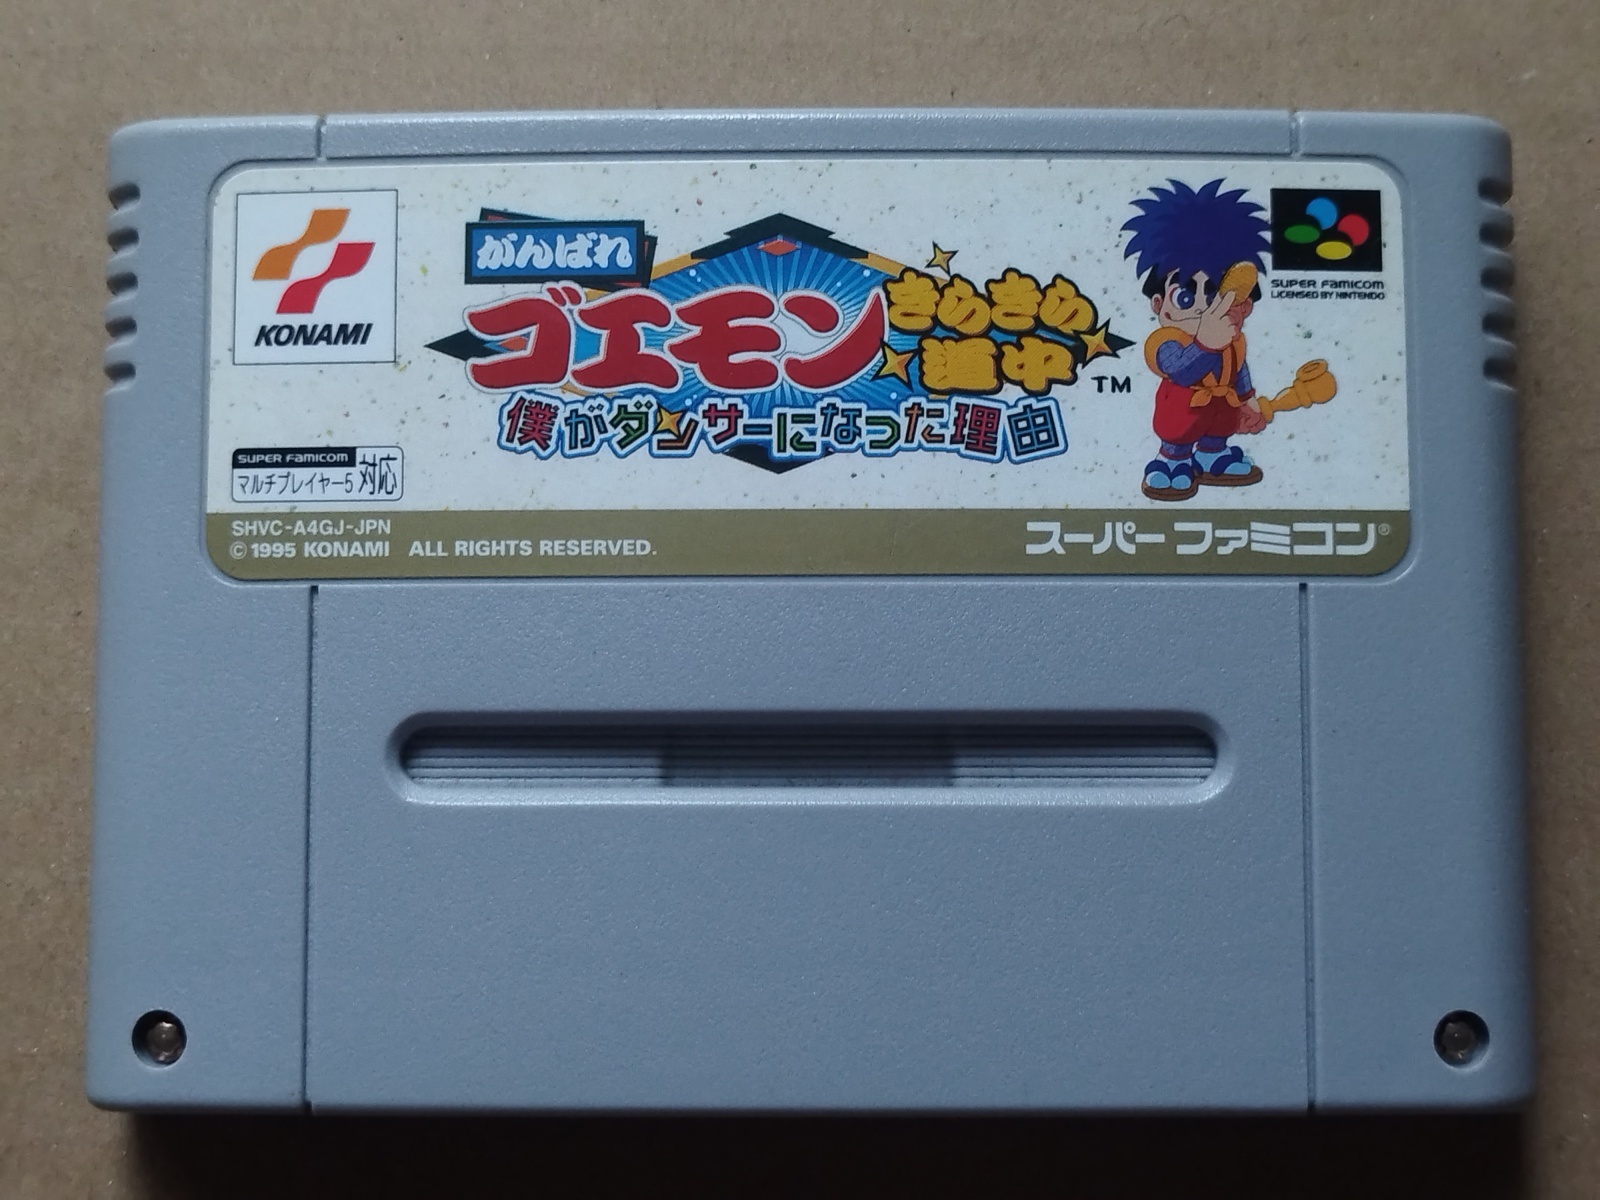 KONAMI
がんばれ
ゴエモン
きらきら
道中
TM
僕がダンサーになった理由
SUPER FAMICOM
LICENSED BY NINTENDO
SUPER FAMICOM
マルチプレイヤー5 対応
SHVC-A4GJ-JPN
© 1995 KONAMI ALL RIGHTS RESERVED.
スーパーファミコン®